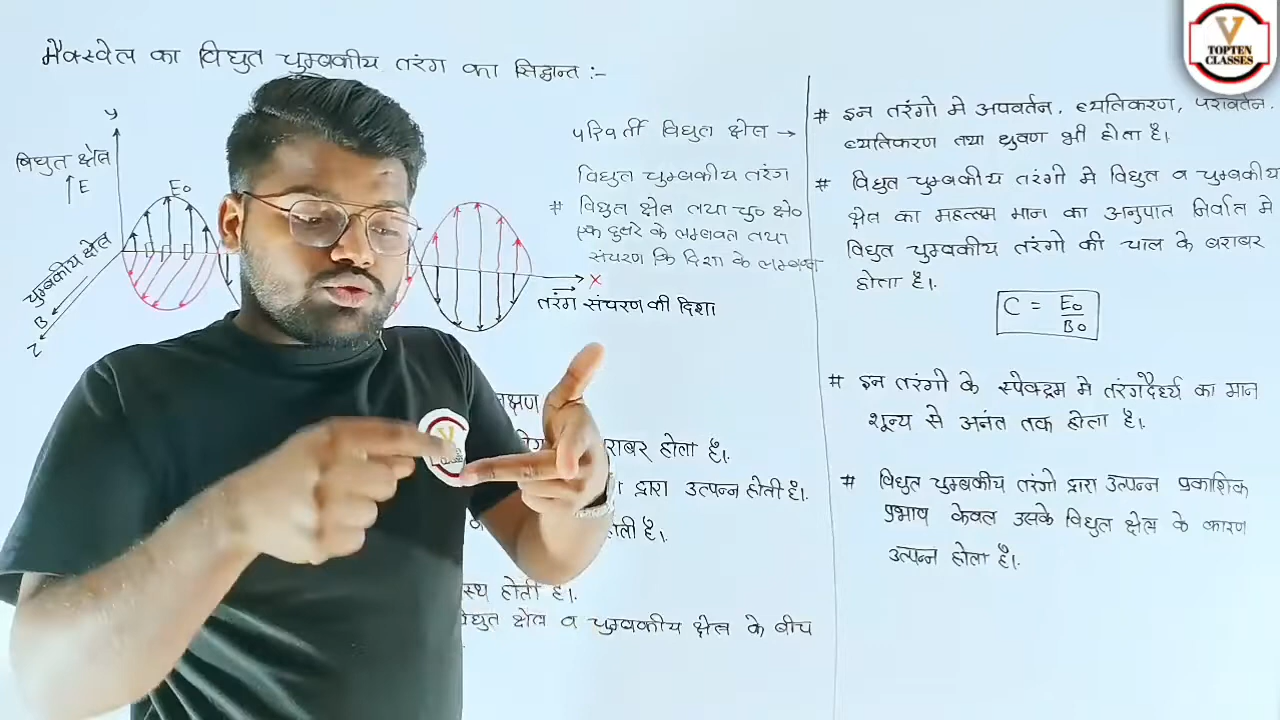 मैक्स्वेल का विद्युत चुम्बकीय तरंग का सिद्धान्त :-
y
विद्युत क्षेत्र
E
E₀
चुम्बकीय क्षेत्र
B
Z
X
तरंग संचरण की दिशा
परिवर्ती विद्युत क्षेत्र →
विद्युत चुम्बकीय तरंग
# विद्युत क्षेत्र तथा चु० क्षे०
एक दुसरे के लम्बवत तथा
संचरण कि दिशा के लम्बवत
लक्षण
राबर होता है।
द्वारा उत्पन्न होती है।
होती है।
स्थ होती है।
विद्युत क्षेत्र व चुम्बकीय क्षेत्र के बीच
# इन तरंगो मे अपवर्तन, व्यतिकरण, परावर्तन,
व्यतिकरण तथा ध्रुवण भी होता है।
# विद्युत चुम्बकीय तरंगो मे विद्युत व चुम्बकीय
क्षेत्र का महत्तम मान का अनुपात निर्वात मे
विद्युत चुम्बकीय तरंगो की चाल के बराबर
होता है।
C = E₀/B₀
# इन तरंगो के स्पेक्ट्रम मे तरंगदैर्ध्य का मान
शून्य से अनंत तक होता है।
# विद्युत चुम्बकीय तरंगो द्वारा उत्पन्न प्रकाशिक
प्रभाव केवल उसके विद्युत क्षेत्र के कारण
उत्पन्न होता है।
V
TOPTEN
CLASSES